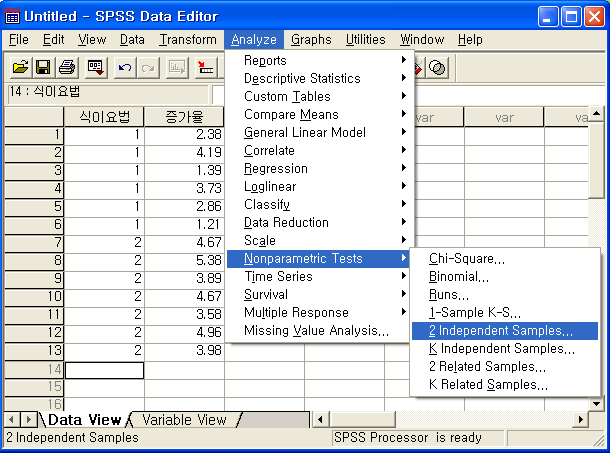 Untitled - SPSS Data Editor
File Edit View Data Transform Analyze Graphs Utilities Window Help
14 : 식이요법
식이요법 증가율 var var va
1 1 2.38
2 1 4.19
3 1 1.39
4 1 3.73
5 1 2.86
6 1 1.21
7 2 4.67
8 2 5.38
9 2 3.89
10 2 4.67
11 2 3.58
12 2 4.96
13 2 3.98
14
15
16
Reports
Descriptive Statistics
Custom Tables
Compare Means
General Linear Model
Correlate
Regression
Loglinear
Classify
Data Reduction
Scale
Nonparametric Tests
Time Series
Survival
Multiple Response
Missing Value Analysis...
Chi-Square...
Binomial...
Runs...
1-Sample K-S...
2 Independent Samples...
K Independent Samples...
2 Related Samples...
K Related Samples...
Data View Variable View
2 Independent Samples SPSS Processor is ready